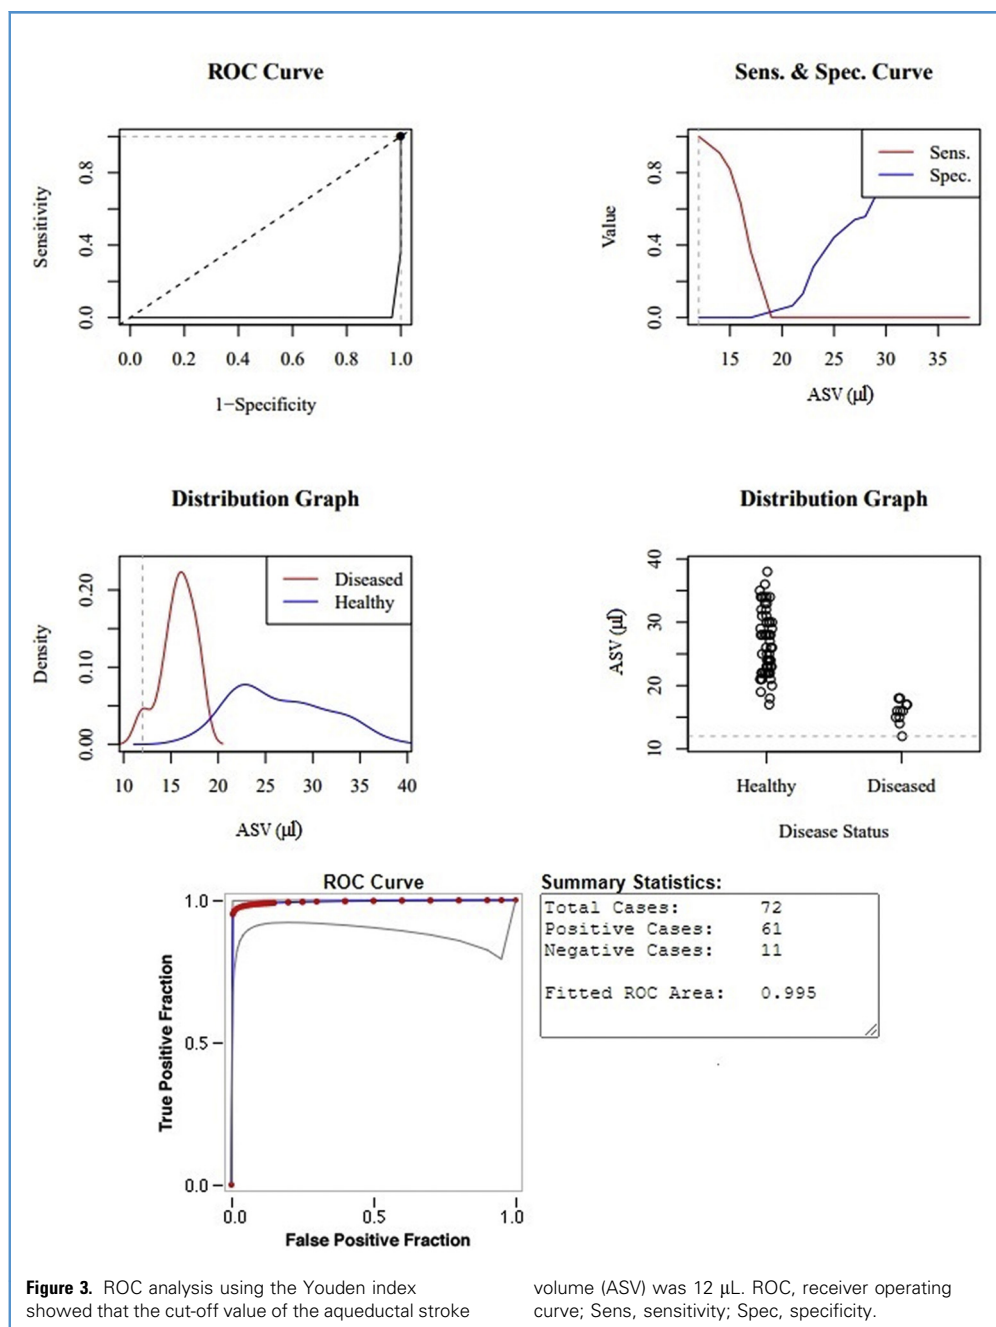 ROC Curve
Sens. & Spec. Curve
Sensitivity
0.0 0.4 0.8
0.0 0.2 0.4 0.6 0.8 1.0
1−Specificity
Value
0.0 0.4 0.8
Sens.
Spec.
15 20 25 30 35
ASV (µl)
Distribution Graph
Distribution Graph
Density
0.00 0.10 0.20
Diseased
Healthy
10 15 20 25 30 35 40
ASV (µl)
ASV (µl)
10 20 30 40
Healthy Diseased
Disease Status
ROC Curve
True Positive Fraction
1.0
0.5
0.0
0.0 0.5 1.0
False Positive Fraction
Summary Statistics:
Total Cases: 72
Positive Cases: 61
Negative Cases: 11
Fitted ROC Area: 0.995
Figure 3. ROC analysis using the Youden index
showed that the cut-off value of the aqueductal stroke
volume (ASV) was 12 µL. ROC, receiver operating
curve; Sens, sensitivity; Spec, specificity.